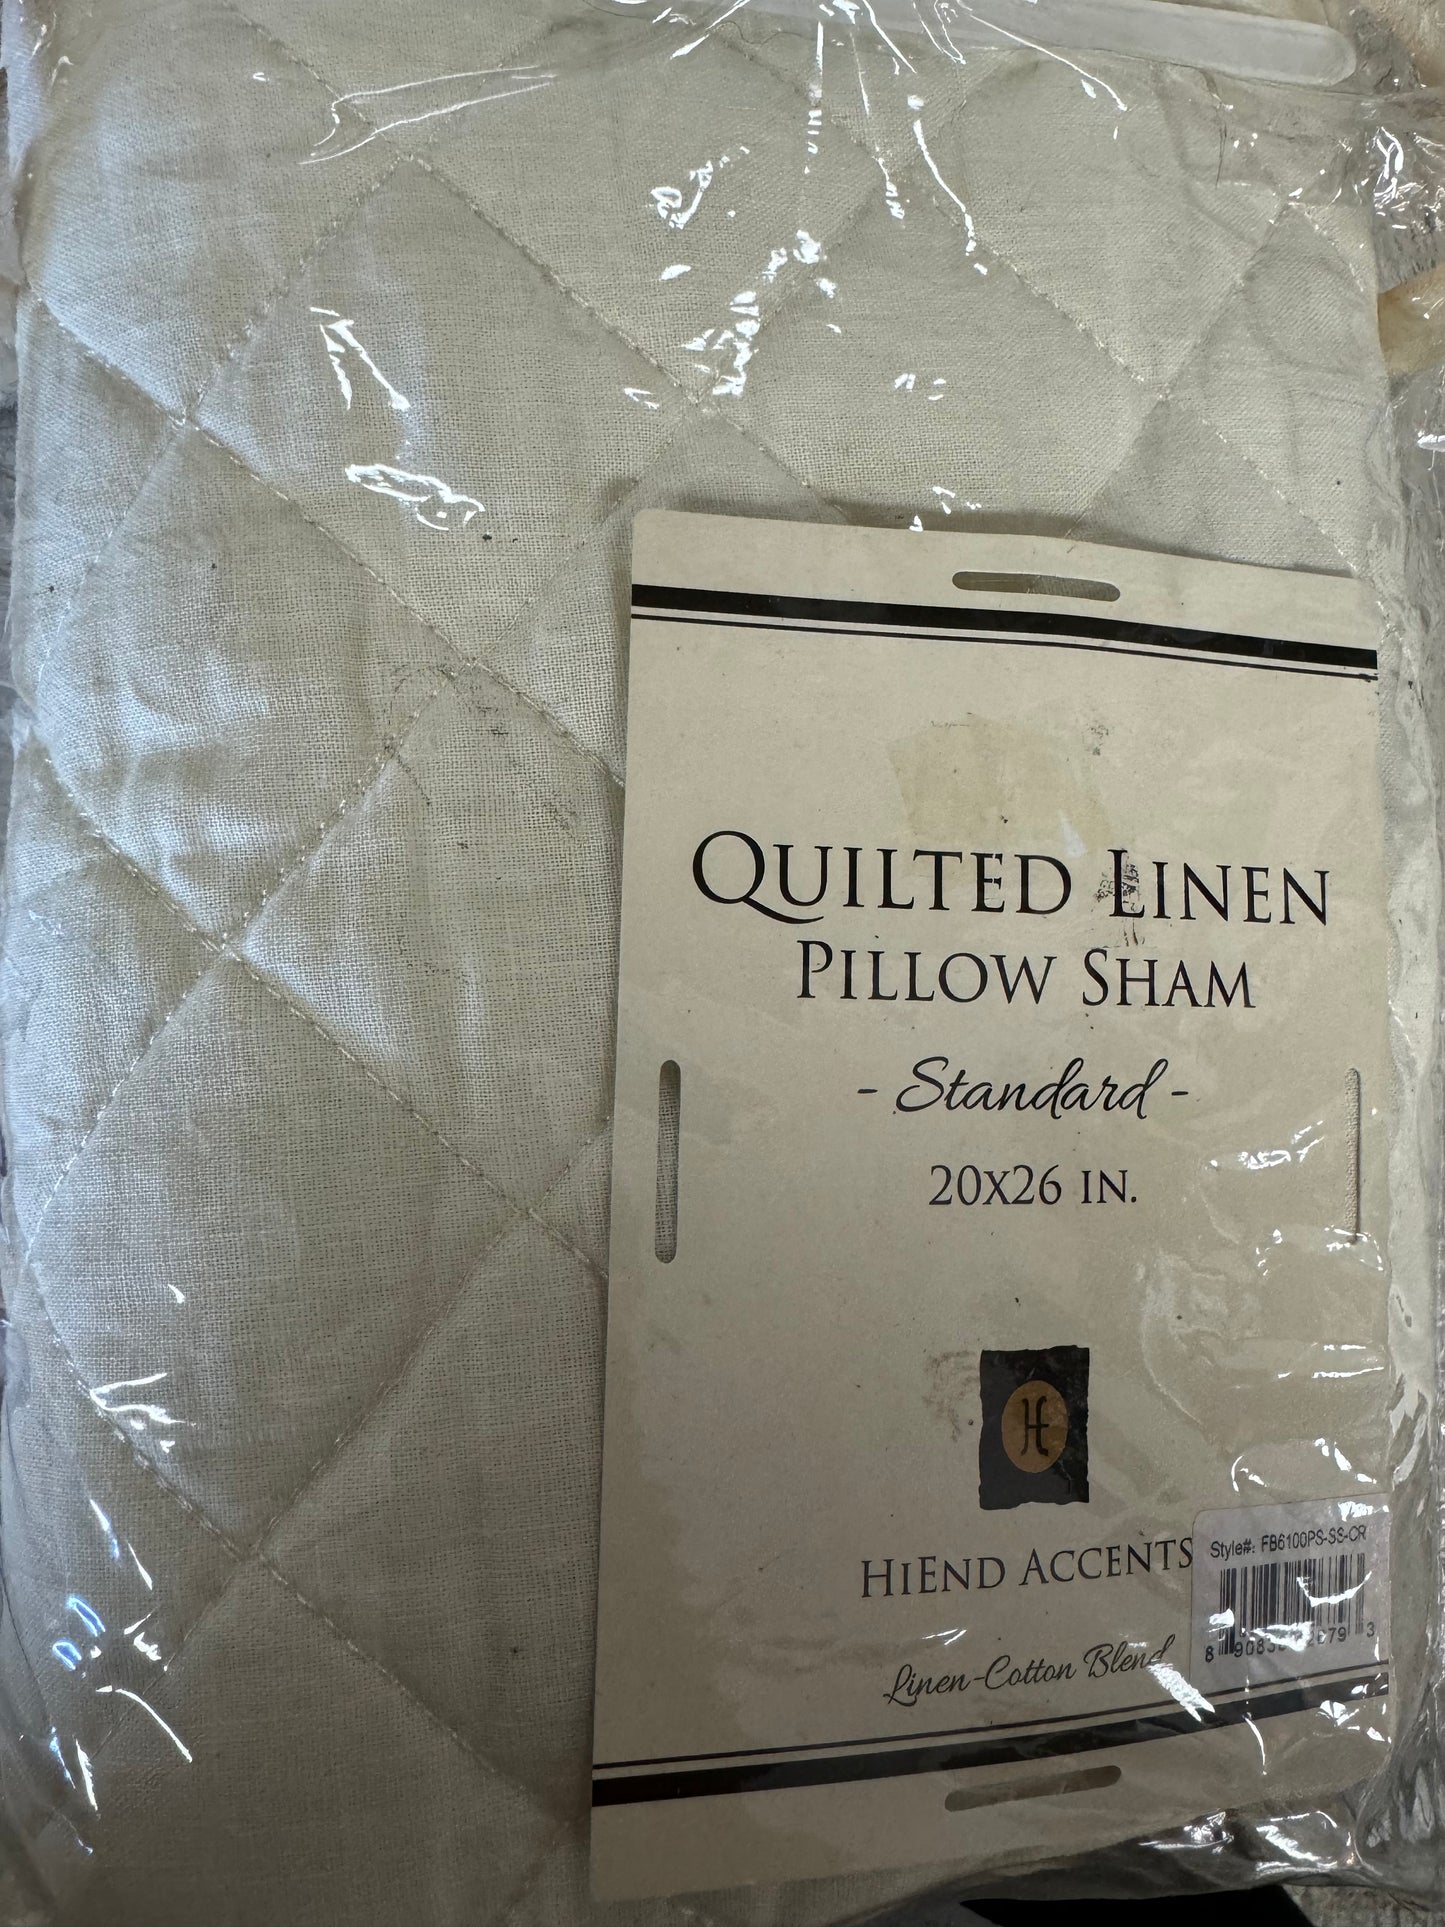 QUILTED LINEN
PILLOW SHAM
- Standard -
20X26 IN.
H
HIEND ACCENTS
Style#: FB6100PS-SS-CR
Linen-Cotton Blend